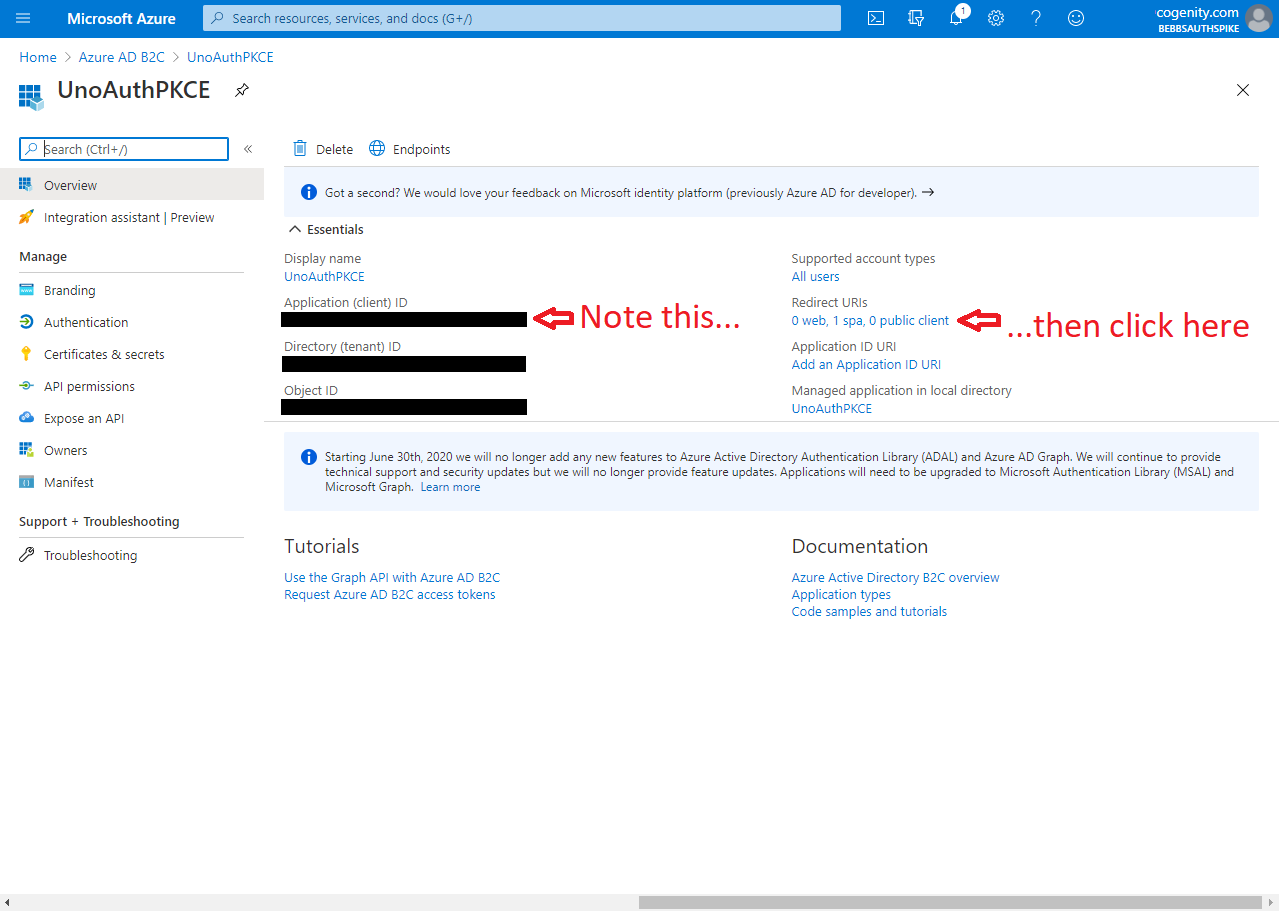 Microsoft Azure
Search resources, services, and docs (G+/)
1
cogenity.com
BEBBSAUTHSPIKE
Home > Azure AD B2C > UnoAuthPKCE
UnoAuthPKCE
Search (Ctrl+/)
«
Delete
Endpoints
Overview
Got a second? We would love your feedback on Microsoft identity platform (previously Azure AD for developer). →
Integration assistant | Preview
Essentials
Manage
Display name
Supported account types
UnoAuthPKCE
All users
Branding
Application (client) ID
Redirect URIs
Note this...
0 web, 1 spa, 0 public client
...then click here
Authentication
Directory (tenant) ID
Application ID URI
Certificates & secrets
Add an Application ID URI
API permissions
Object ID
Managed application in local directory
UnoAuthPKCE
Expose an API
Owners
Starting June 30th, 2020 we will no longer add any new features to Azure Active Directory Authentication Library (ADAL) and Azure AD Graph. We will continue to provide
technical support and security updates but we will no longer provide feature updates. Applications will need to be upgraded to Microsoft Authentication Library (MSAL) and
Microsoft Graph. Learn more
Manifest
Support + Troubleshooting
Troubleshooting
Tutorials
Documentation
Use the Graph API with Azure AD B2C
Azure Active Directory B2C overview
Request Azure AD B2C access tokens
Application types
Code samples and tutorials